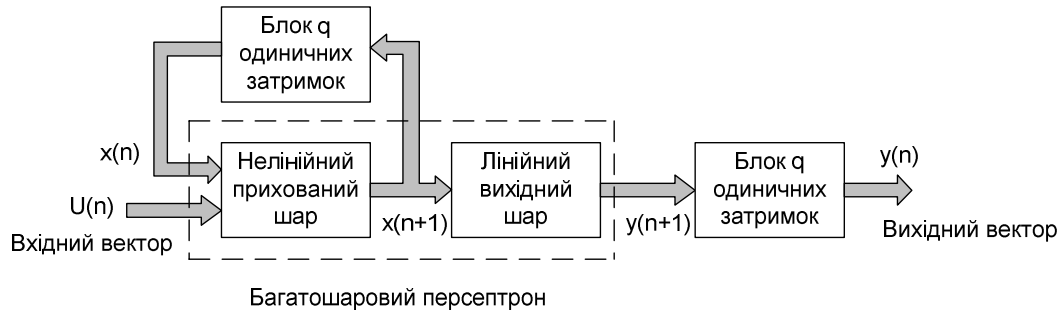 Блок q
одиничних
затримок
x(n)
U(n)
Вхідний вектор
Нелінійний
прихований
шар
x(n+1)
Лінійний
вихідний
шар
y(n+1)
Блок q
одиничних
затримок
y(n)
Вихідний вектор
Багатошаровий персептрон